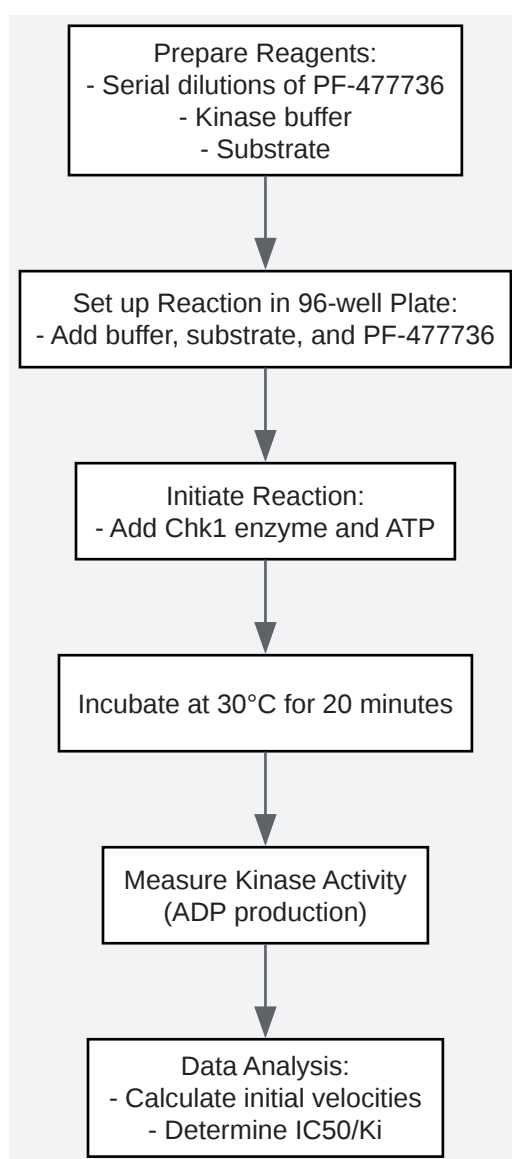 Prepare Reagents:
- Serial dilutions of PF-477736
- Kinase buffer
- Substrate
Set up Reaction in 96-well Plate:
- Add buffer, substrate, and PF-477736
Initiate Reaction:
- Add Chk1 enzyme and ATP
Incubate at 30°C for 20 minutes
Measure Kinase Activity
(ADP production)
Data Analysis:
- Calculate initial velocities
- Determine IC50/Ki